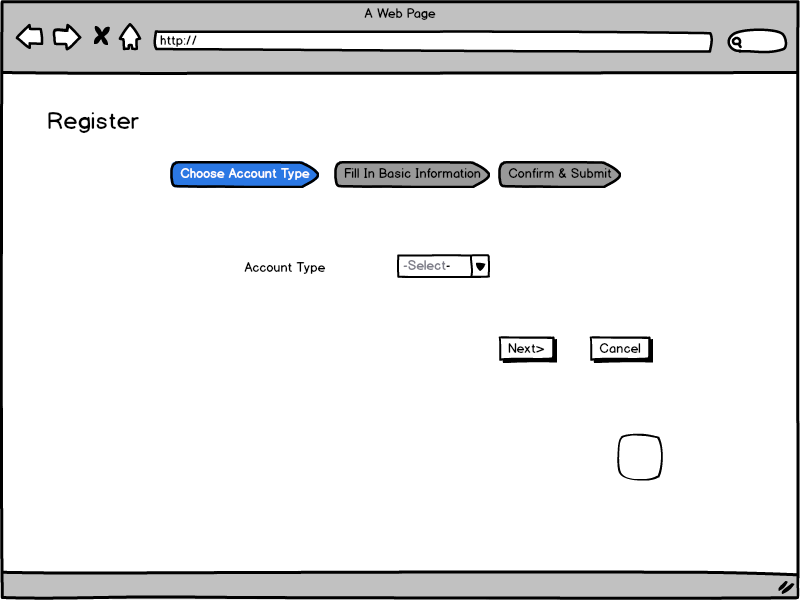 A Web Page
http://
Register
Choose Account Type
Fill In Basic Information
Confirm & Submit
Account Type
-Select-
Next>
Cancel